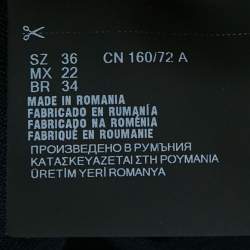 SZ 36 CN 160/72 A
MX 22
BR 34
MADE IN ROMANIA
FABRICADO EN RUMANÍA
FABRICADO NA ROMÉNIA
FABRIQUÉ EN ROUMANIE
ПРОИЗВЕДЕНО В РУМЪНИЯ
ΚΑΤΑΣΚΕΥΑΖΕΤΑΙ ΣΤΗ ΡΟΥΜΑΝΙΑ
ÜRETİM YERİ ROMANYA